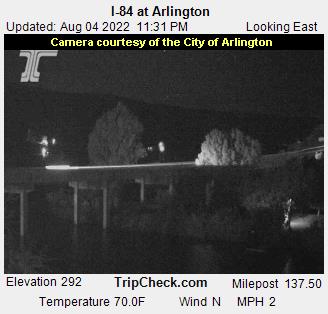 I-84 at Arlington
Updated: Aug 04 2022 11:31 PM Looking East
Camera courtesy of the City of Arlington
Elevation 292 TripCheck.com Milepost 137.50
Temperature 70.0F Wind N MPH 2